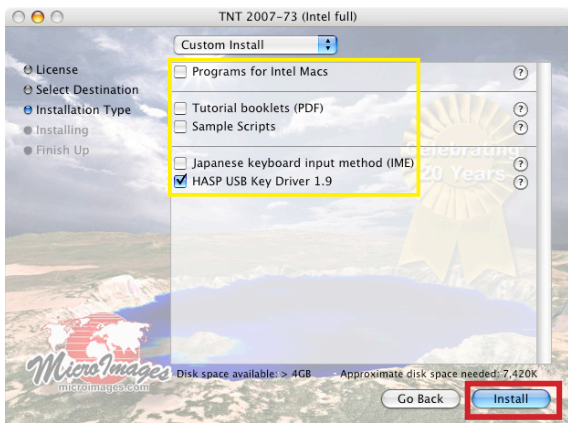 TNT 2007-73 (Intel full)
Custom Install
License
Select Destination
Installation Type
Installing
Finish Up
Programs for Intel Macs
?
Tutorial booklets (PDF)
?
Sample Scripts
?
Japanese keyboard input method (IME)
?
HASP USB Key Driver 1.9
?
Celebrating
20 Years
MicroImages
microimages.com
Disk space available: > 4GB
Approximate disk space needed: 7,420K
Go Back
Install